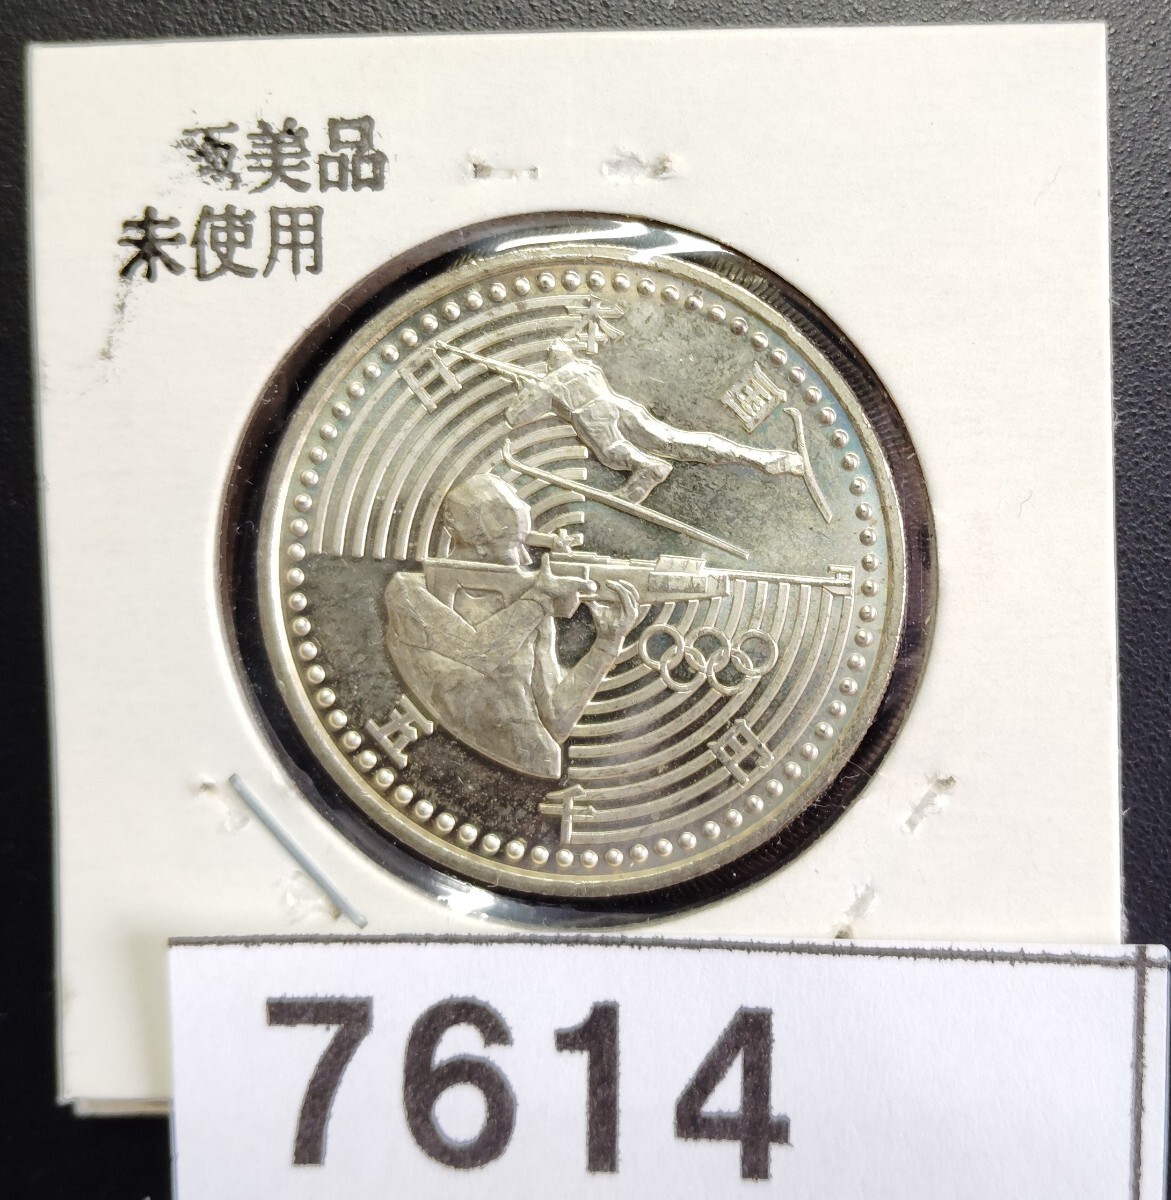 極美品
未使用
日本国
五千円
7614